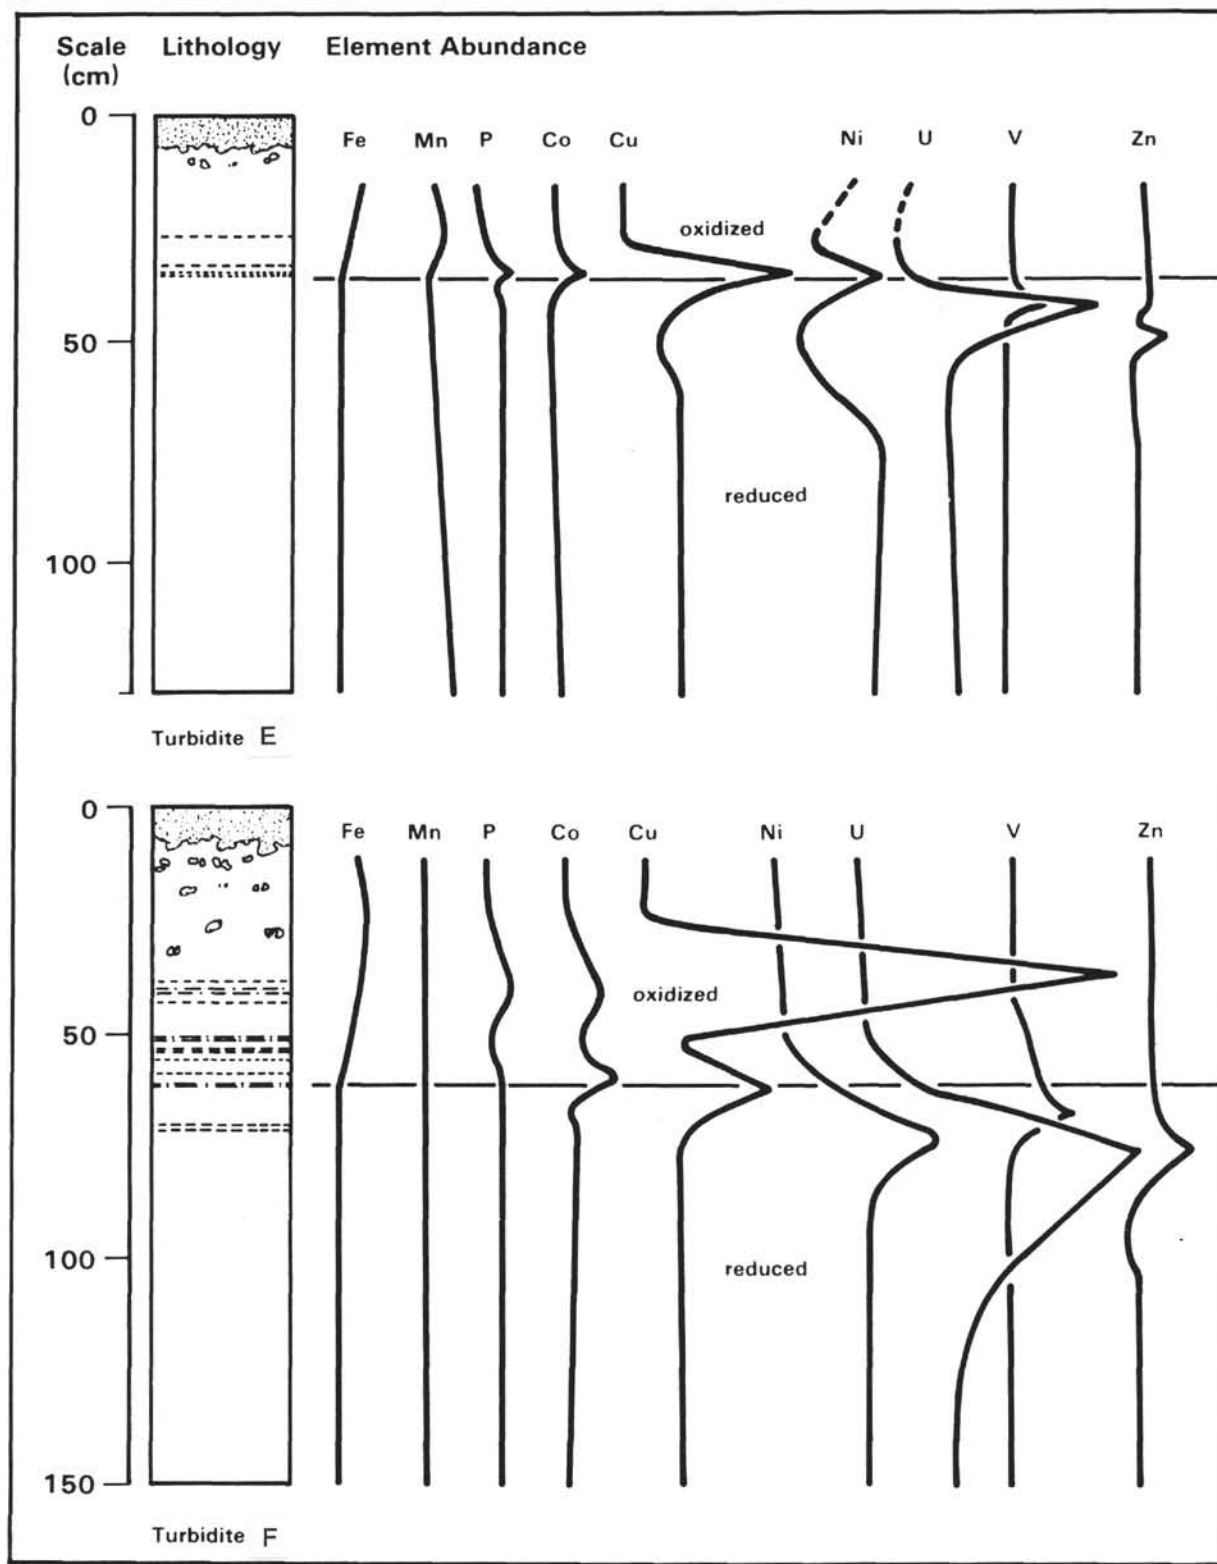 Scale Lithology Element Abundance
(cm)
0
Fe Mn P Co Cu Ni U V Zn
oxidized
50
reduced
100
Turbidite E
0
Fe Mn P Co Cu Ni U V Zn
oxidized
50
100
reduced
150
Turbidite F